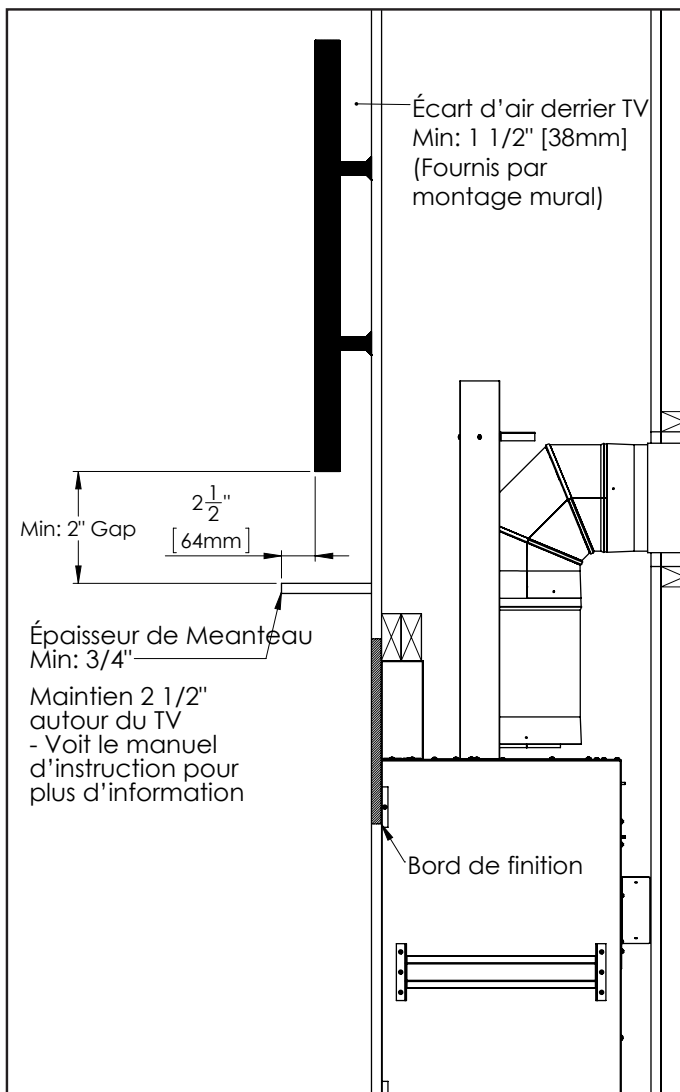 Écart d'air derrier TV
Min: 1 1/2" [38mm]
(Fournis par
montage mural)
Min: 2" Gap
2 1/2"
[64mm]
Épaisseur de Meanteau
Min: 3/4"
Maintien 2 1/2"
autour du TV
- Voit le manuel
d'instruction pour
plus d'information
Bord de finition